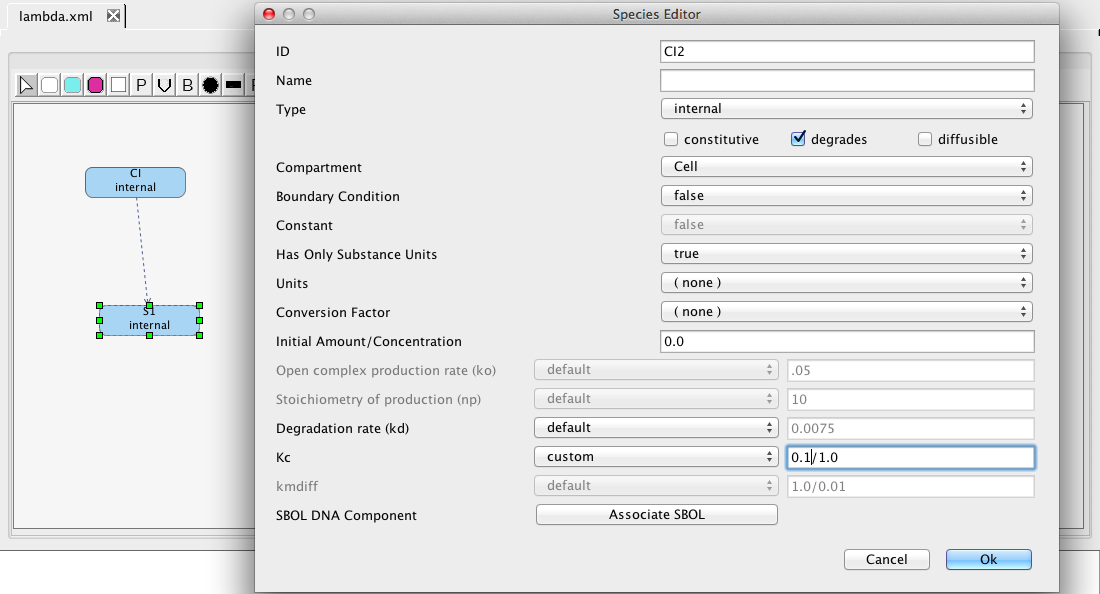 lambda.xml
Species Editor
P
B
CI
internal
S1
internal
ID
CI2
Name
Type
internal
constitutive
degrades
diffusible
Compartment
Cell
Boundary Condition
false
Constant
false
Has Only Substance Units
true
Units
( none )
Conversion Factor
( none )
Initial Amount/Concentration
0.0
Open complex production rate (ko)
default
.05
Stoichiometry of production (np)
default
10
Degradation rate (kd)
default
0.0075
Kc
custom
0.1/1.0
kmdiff
default
1.0/0.01
SBOL DNA Component
Associate SBOL
Cancel
Ok